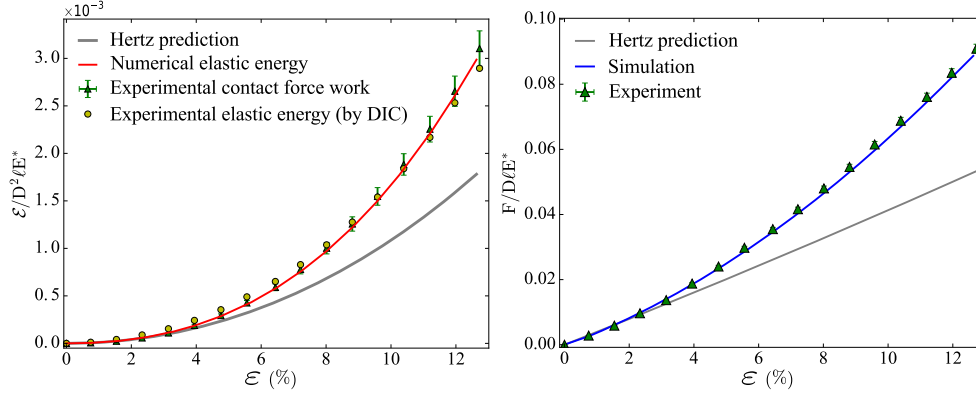 ×10⁻³
Hertz prediction
Numerical elastic energy
Experimental contact force work
Experimental elastic energy (by DIC)
3.0
2.5
2.0
1.5
1.0
0.5
0.0
ℰ/D²ℓE*
0 2 4 6 8 10 12
ε (%)
Hertz prediction
Simulation
Experiment
0.10
0.08
0.06
0.04
0.02
0.00
F/DℓE*
0 2 4 6 8 10 12
ε (%)